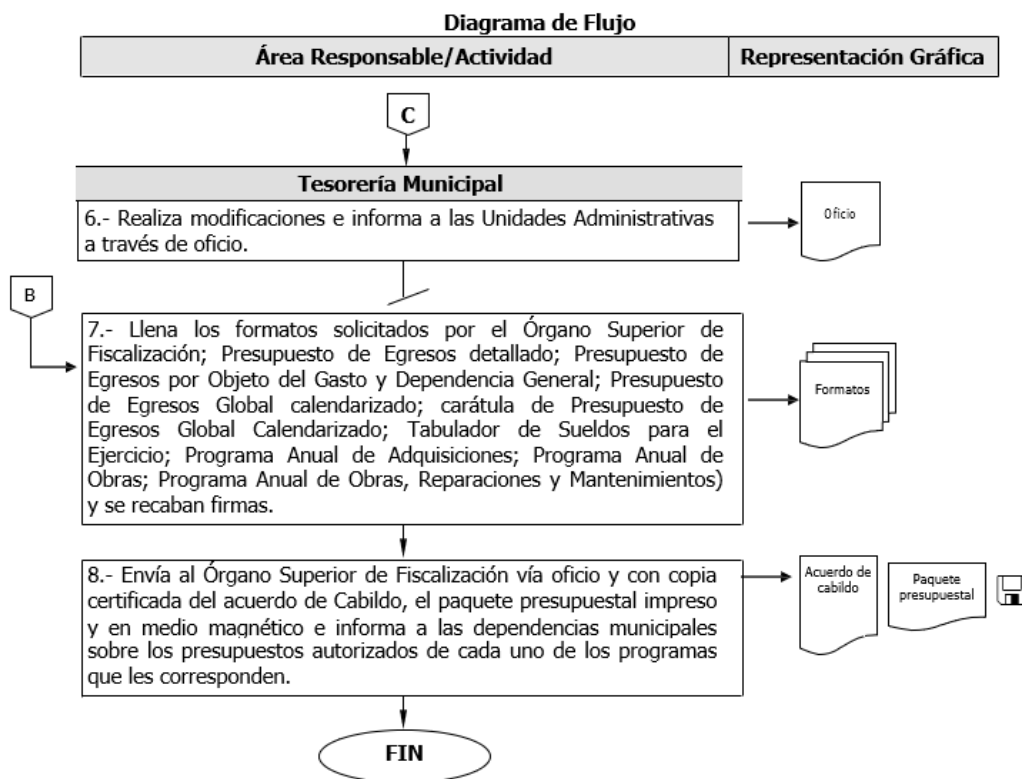 Diagrama de Flujo
Área Responsable/Actividad
Representación Gráfica
C
Tesorería Municipal
6.- Realiza modificaciones e informa a las Unidades Administrativas
a través de oficio.
Oficio
B
7.- Llena los formatos solicitados por el Órgano Superior de
Fiscalización; Presupuesto de Egresos detallado; Presupuesto de
Egresos por Objeto del Gasto y Dependencia General; Presupuesto
de Egresos Global calendarizado; carátula de Presupuesto de
Egresos Global Calendarizado; Tabulador de Sueldos para el
Ejercicio; Programa Anual de Adquisiciones; Programa Anual de
Obras; Programa Anual de Obras, Reparaciones y Mantenimientos)
y se recaban firmas.
Formatos
8.- Envía al Órgano Superior de Fiscalización vía oficio y con copia
certificada del acuerdo de Cabildo, el paquete presupuestal impreso
y en medio magnético e informa a las dependencias municipales
sobre los presupuestos autorizados de cada uno de los programas
que les corresponden.
Acuerdo de
cabildo
Paquete
presupuestal
FIN